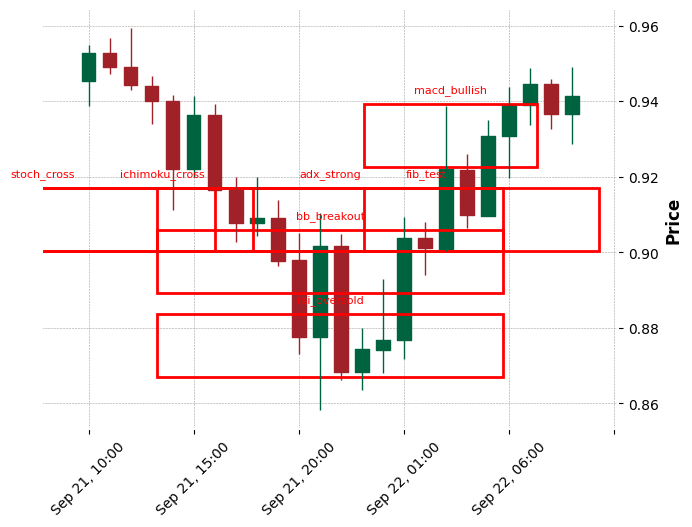 0.96
macd_bullish
0.94
stoch_cross ichimoku_cross adx_strong fib_test
0.92
bb_breakout
0.90
Price
0.88
0.86
Sep 21, 10:00
Sep 21, 15:00
Sep 21, 20:00
Sep 22, 01:00
Sep 22, 06:00